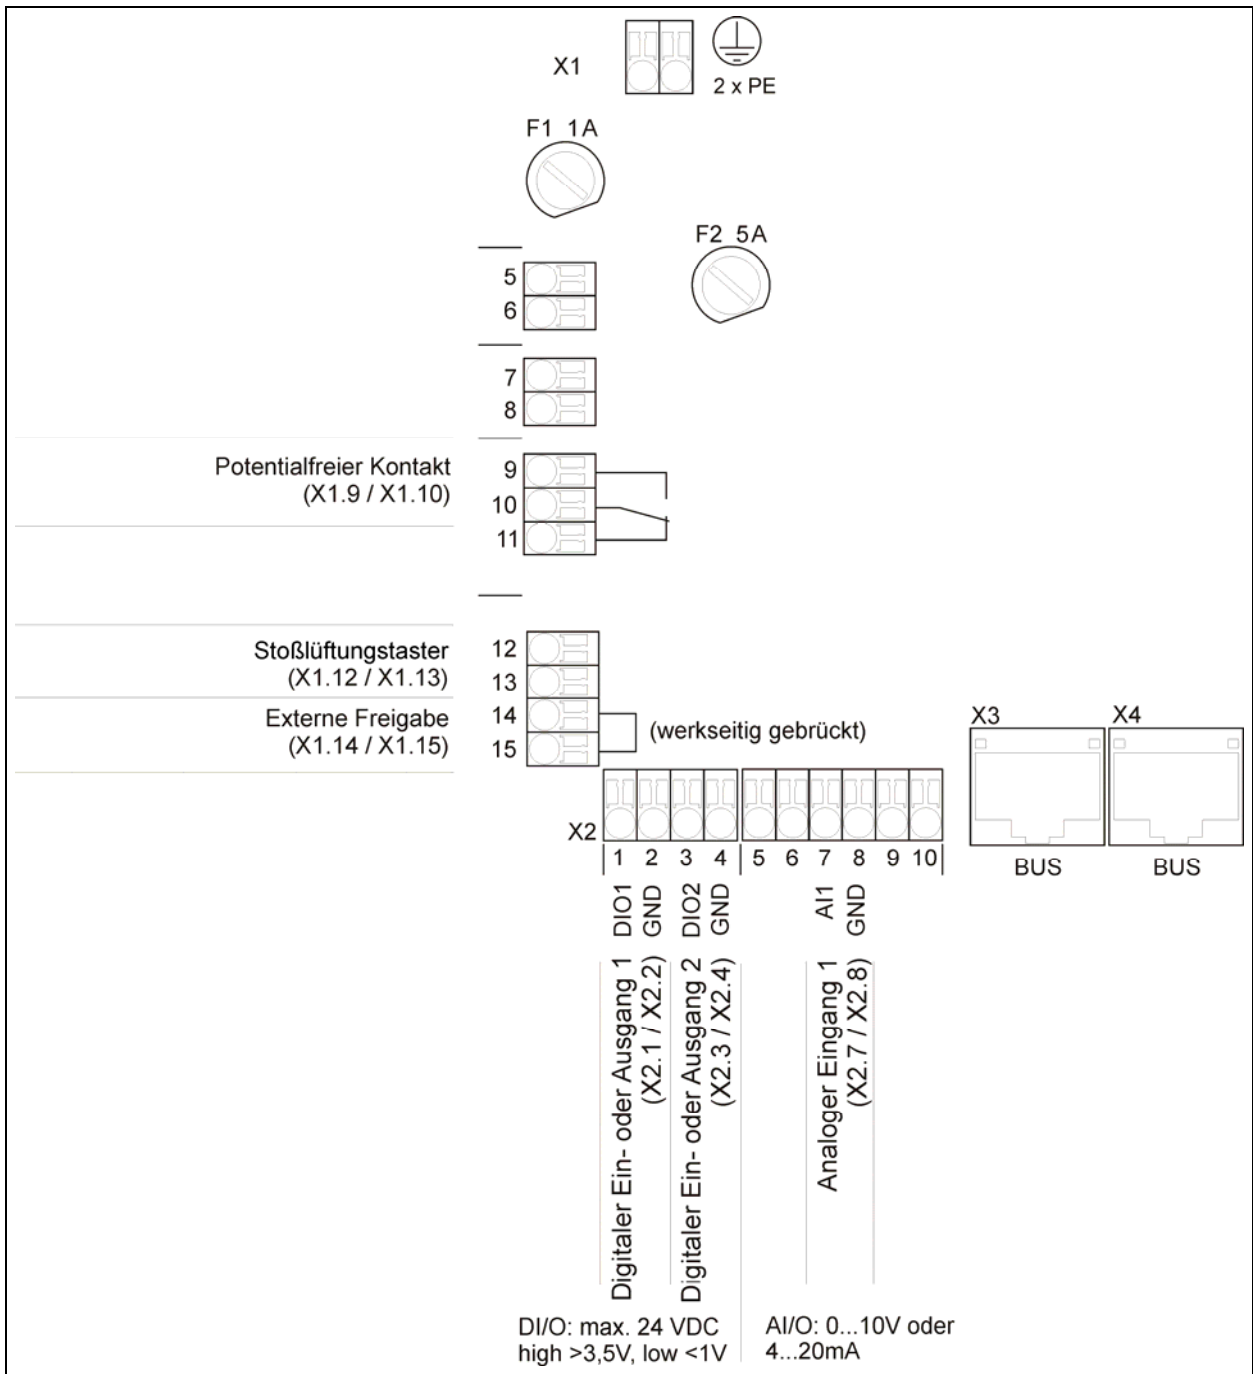 X1
2 x PE
F1 1A
F2 5A
5
6
7
8
Potentialfreier Kontakt
(X1.9 / X1.10)
9
10
11
Stoßlüftungstaster
(X1.12 / X1.13)
12
13
Externe Freigabe
(X1.14 / X1.15)
14
15
(werkseitig gebrückt)
X3
X4
X2
1 2 3 4 5 6 7 8 9 10
BUS
BUS
DIO1
GND
DIO2
GND
AI1
GND
Digitaler Ein- oder Ausgang 1
(X2.1 / X2.2)
Digitaler Ein- oder Ausgang 2
(X2.3 / X2.4)
Analoger Eingang 1
(X2.7 / X2.8)
DI/O: max. 24 VDC
high >3,5V, low <1V
AI/O: 0...10V oder
4...20mA